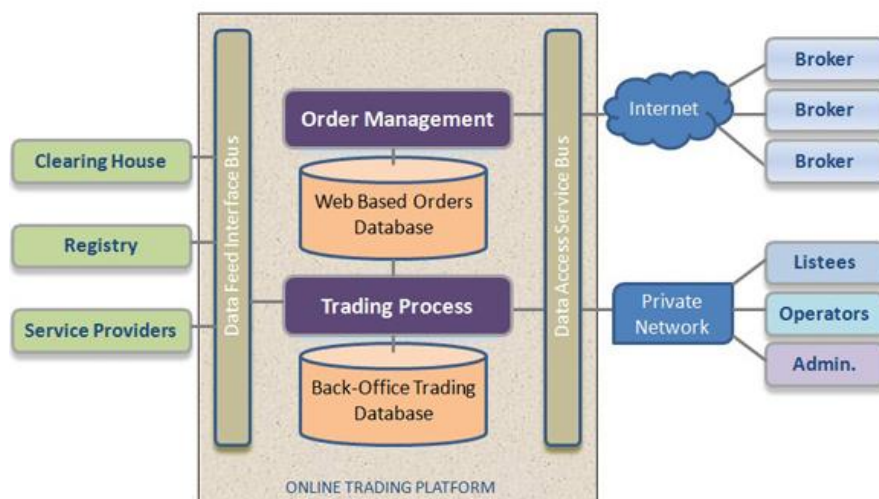 Clearing House
Registry
Service Providers
Data Feed Interface Bus
Order Management
Web Based Orders
Database
Trading Process
Back-Office Trading
Database
ONLINE TRADING PLATFORM
Data Access Service Bus
Internet
Private
Network
Broker
Broker
Broker
Listees
Operators
Admin.